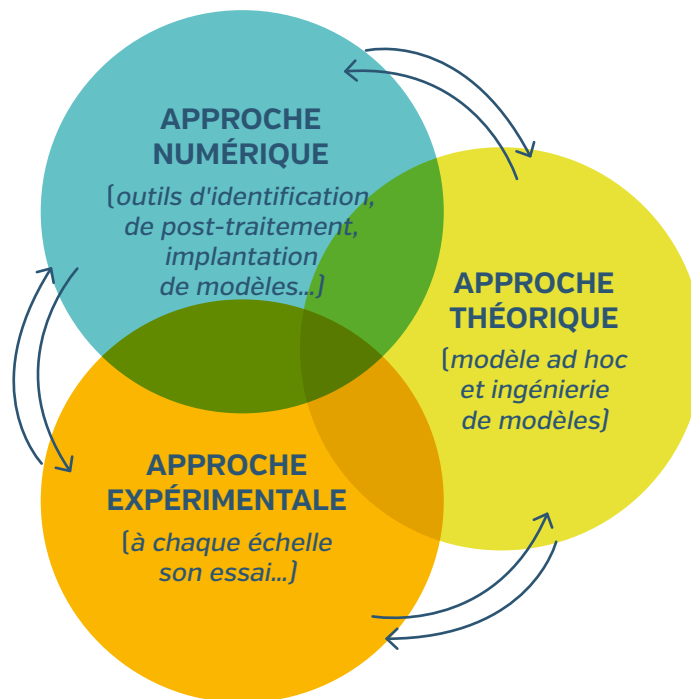 APPROCHE
NUMÉRIQUE
(outils d'identification,
de post-traitement,
implantation
de modèles...)
APPROCHE
THÉORIQUE
(modèle ad hoc
et ingénierie
de modèles)
APPROCHE
EXPÉRIMENTALE
(à chaque échelle
son essai...)